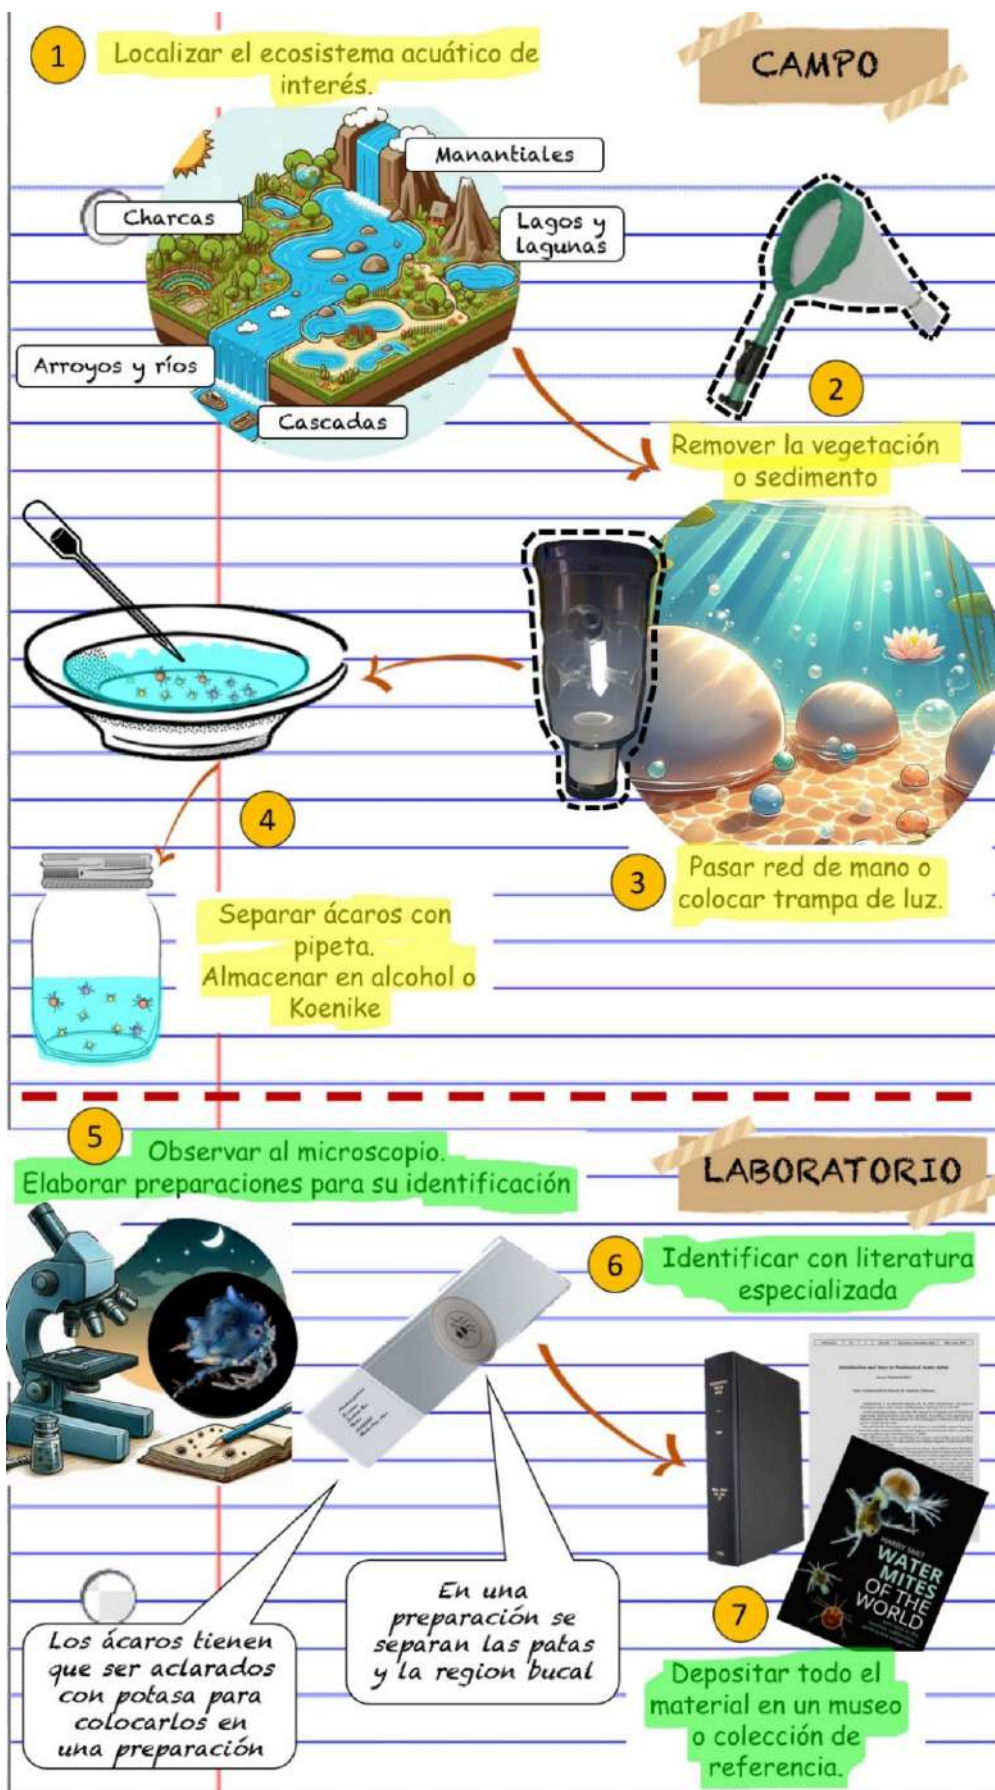 1
Localizar el ecosistema acuático de
interés.
CAMPO
Manantiales
Charcas
Lagos y
lagunas
Arroyos y ríos
Cascadas
2
Remover la vegetación
o sedimento
3
Pasar red de mano o
colocar trampa de luz.
4
Separar ácaros con
pipeta.
Almacenar en alcohol o
Koenike
LABORATORIO
5
Observar al microscopio.
Elaborar preparaciones para su identificación
6
Identificar con literatura
especializada
Los ácaros tienen
que ser aclarados
con potasa para
colocarlos en
una preparación
En una
preparación se
separan las patas
y la region bucal
HARRY SMIT
WATER
MITES
OF THE
WORLD
7
Depositar todo el
material en un museo
o colección de
referencia.